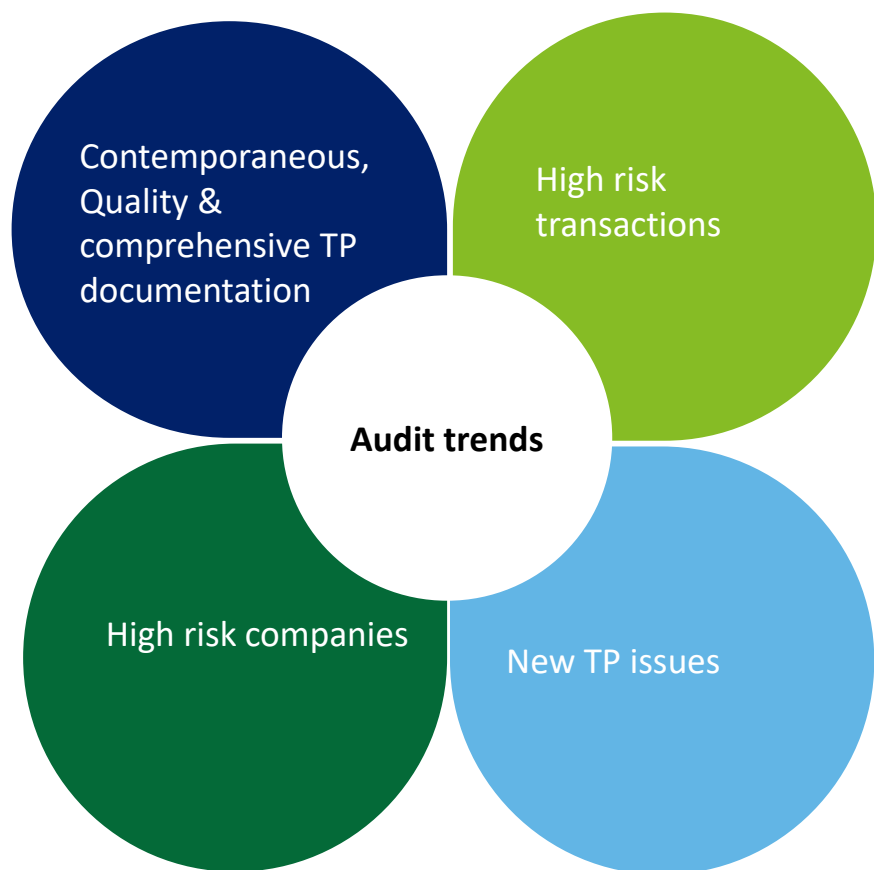 Contemporaneous,
Quality &
comprehensive TP
documentation
High risk
transactions
Audit trends
High risk companies
New TP issues